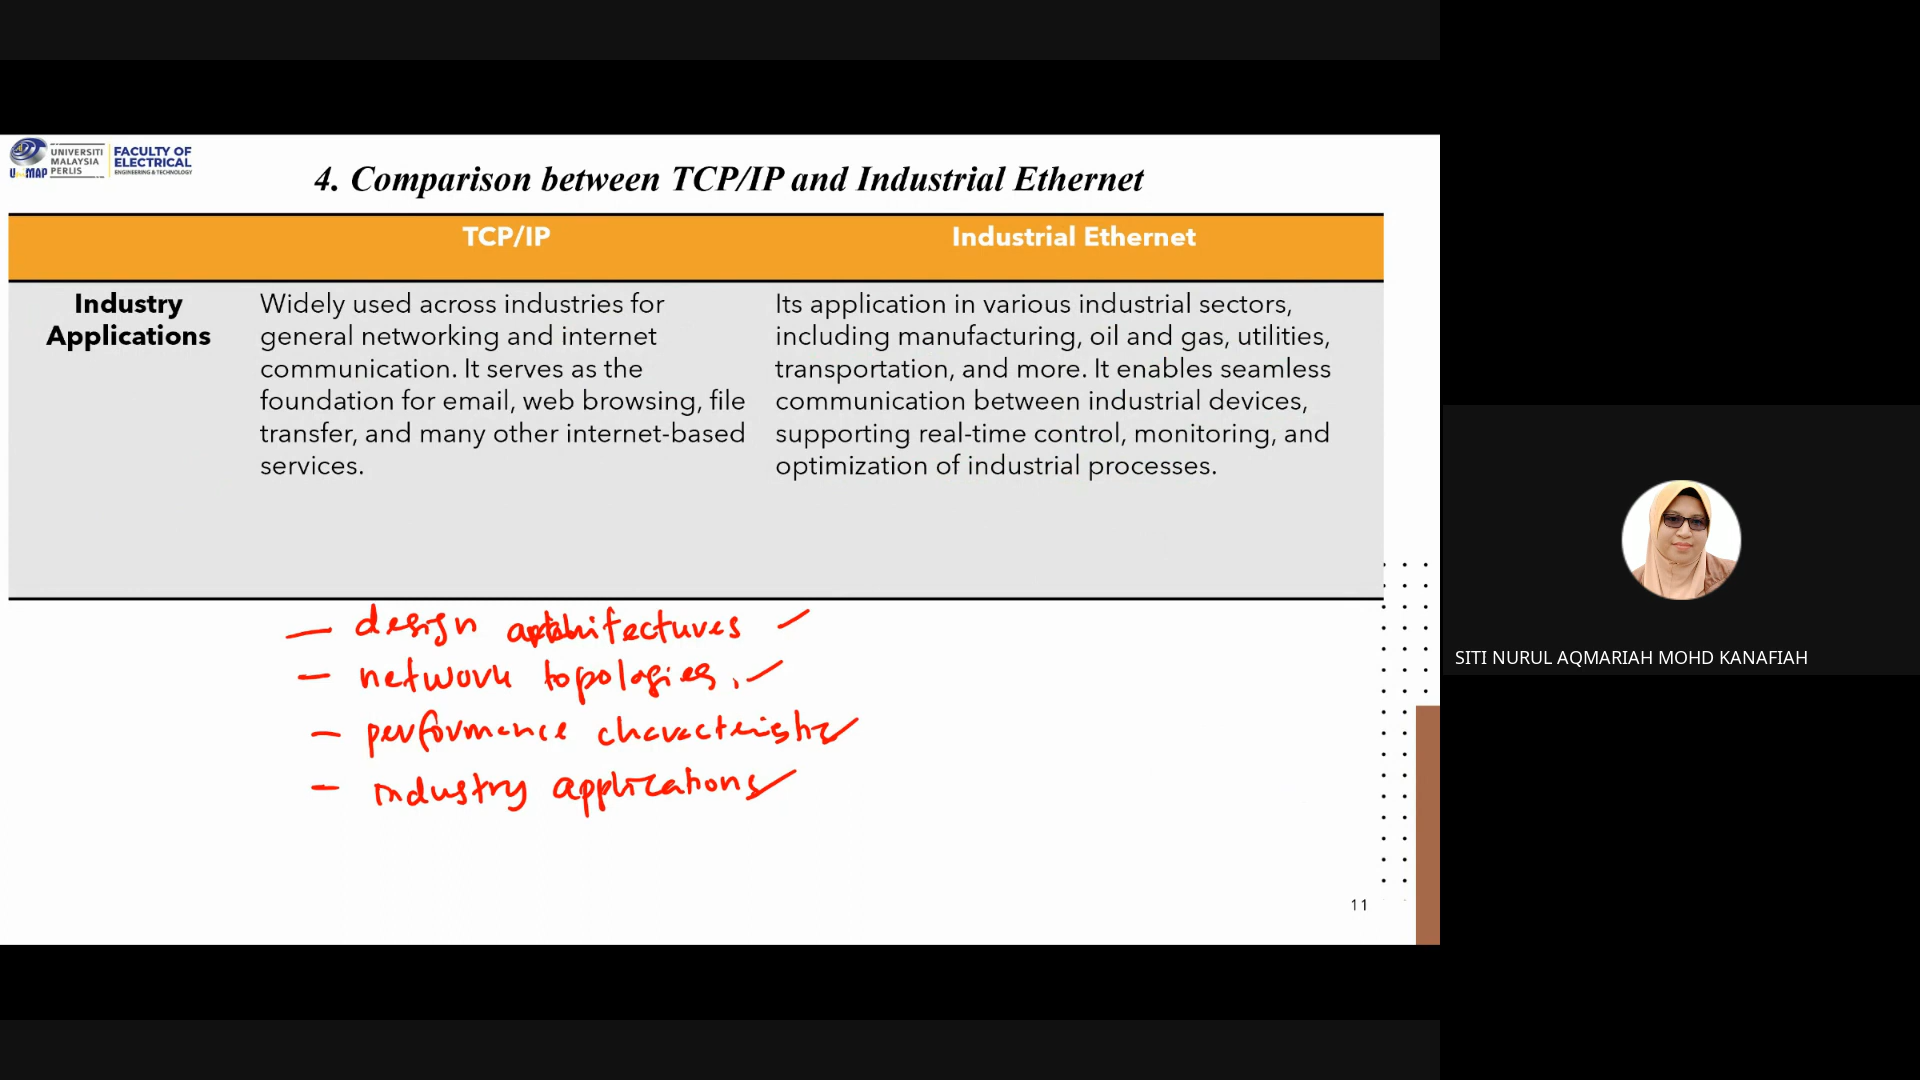 UNIVERSITI
MALAYSIA
PERLIS
UniMAP
FACULTY OF
ELECTRICAL
ENGINEERING & TECHNOLOGY
4. Comparison between TCP/IP and Industrial Ethernet
TCP/IP
Industrial Ethernet
Industry
Applications
Widely used across industries for
general networking and internet
communication. It serves as the
foundation for email, web browsing, file
transfer, and many other internet-based
services.
Its application in various industrial sectors,
including manufacturing, oil and gas, utilities,
transportation, and more. It enables seamless
communication between industrial devices,
supporting real-time control, monitoring, and
optimization of industrial processes.
— design architectures
— network topologies.
— performance characteristic
— industry applications
11
SITI NURUL AQMARIAH MOHD KANAFIAH